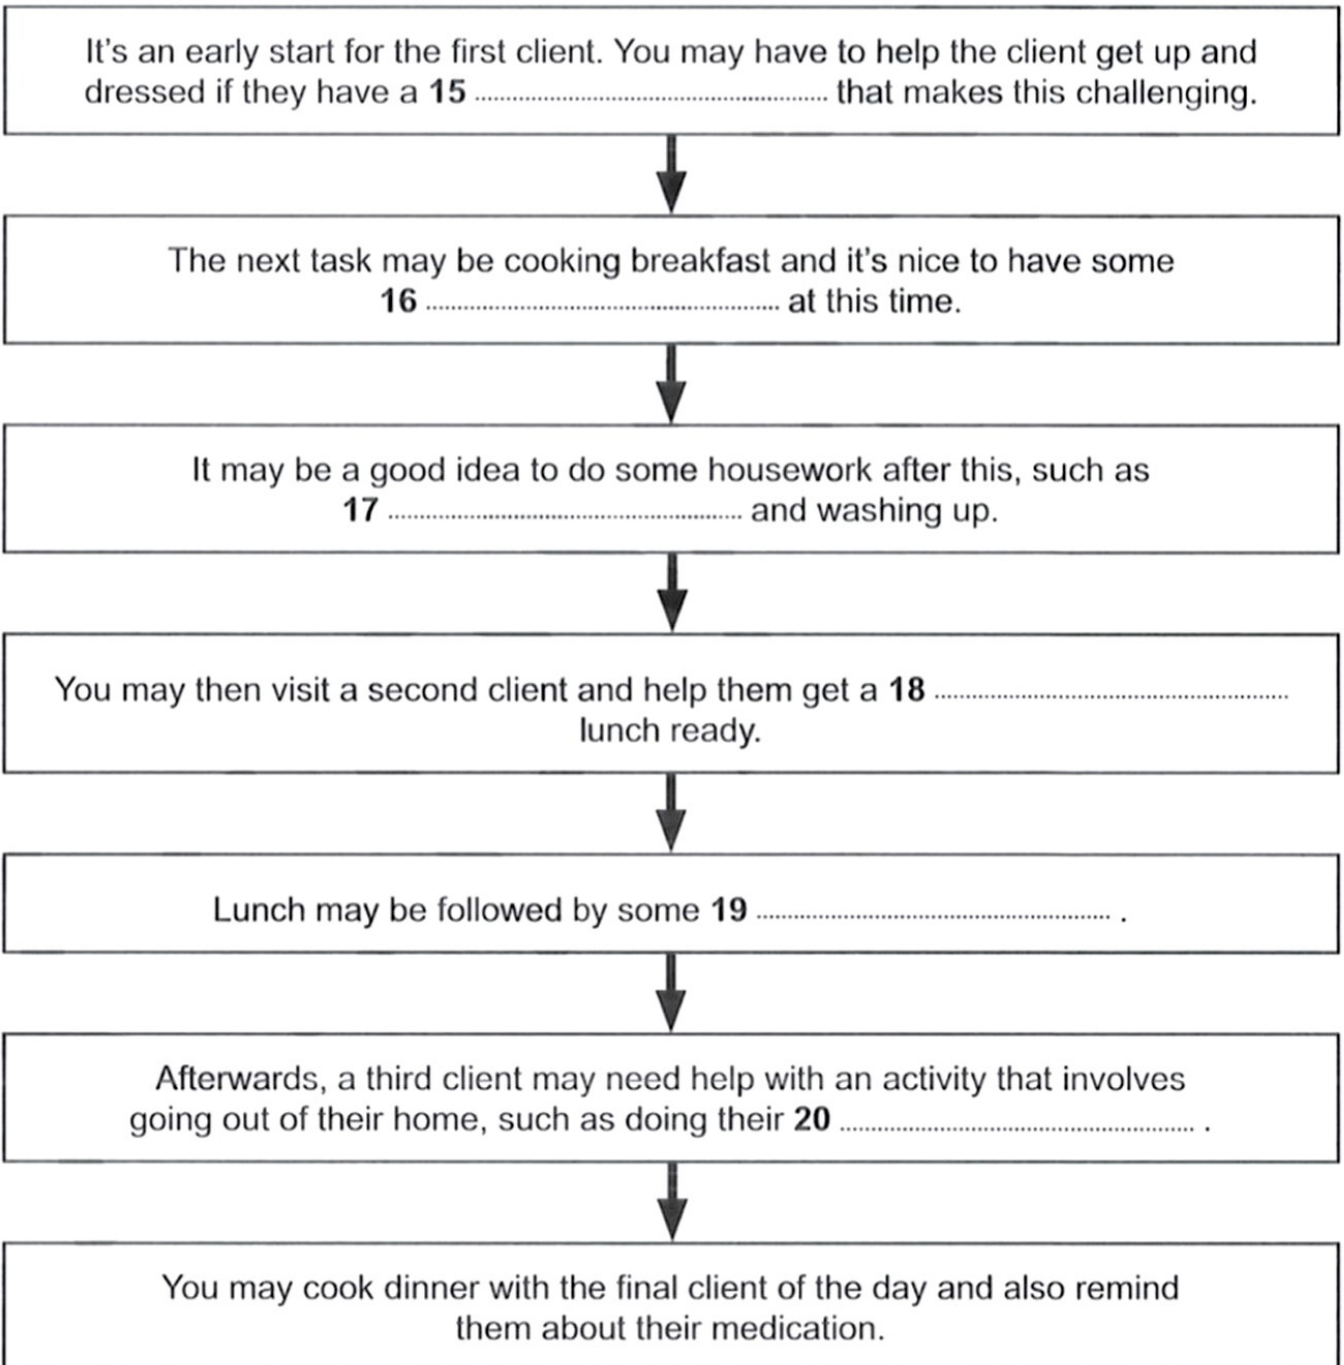 It's an early start for the first client. You may have to help the client get up and
dressed if they have a 15 ........................................ that makes this challenging.
The next task may be cooking breakfast and it's nice to have some
16 ........................................ at this time.
It may be a good idea to do some housework after this, such as
17 ........................................ and washing up.
You may then visit a second client and help them get a 18 ........................................
lunch ready.
Lunch may be followed by some 19 ........................................ .
Afterwards, a third client may need help with an activity that involves
going out of their home, such as doing their 20 ........................................ .
You may cook dinner with the final client of the day and also remind
them about their medication.